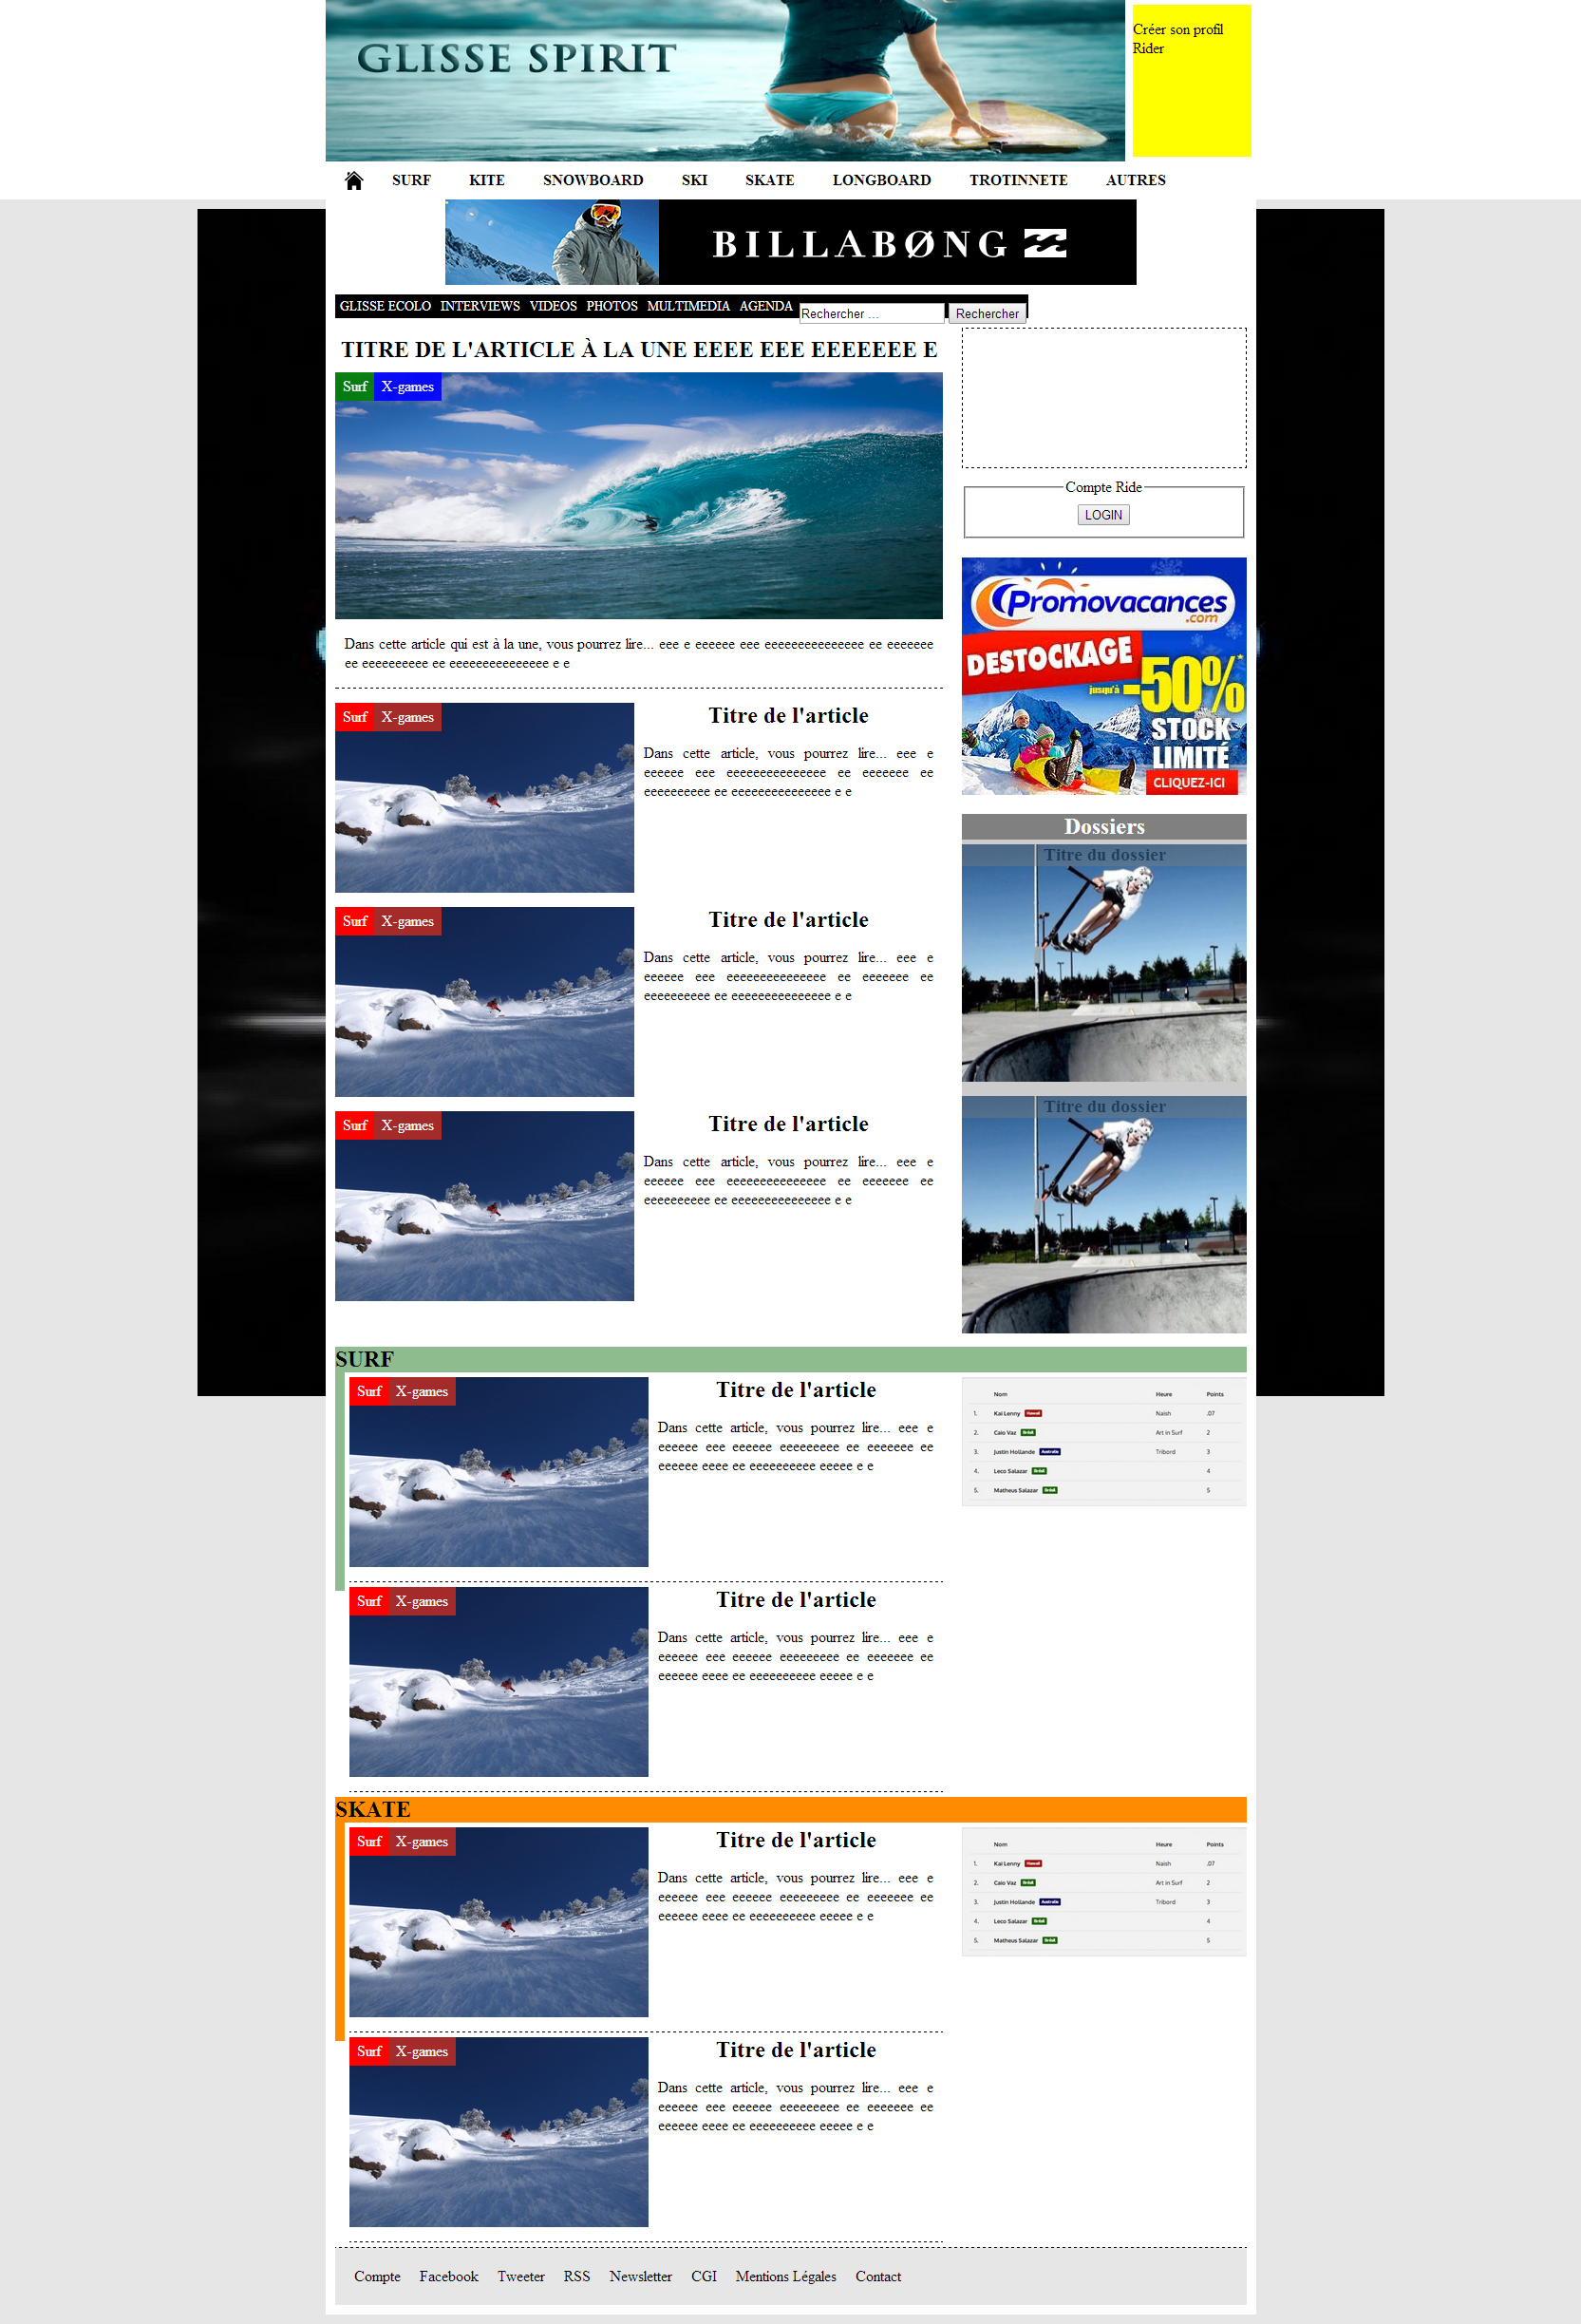 GLISSE SPIRIT
Créer son profil
Rider
SURF KITE SNOWBOARD SKI SKATE LONGBOARD TROTINNETE AUTRES
BILLABØNG
GLISSE ECOLO INTERVIEWS VIDEOS PHOTOS MULTIMEDIA AGENDA Rechercher ... Rechercher
TITRE DE L'ARTICLE À LA UNE EEEE EEE EEEEEEE E
Surf X-games
Dans cette article qui est à la une, vous pourrez lire... eee e eeeeee eee eeeeeeeeeeeeeee ee eeeeeee
ee eeeeeeeeee ee eeeeeeeeeeeeeee e e
Surf X-games
Titre de l'article
Dans cette article, vous pourrez lire... eee e
eeeeee eee eeeeeeeeeeeeeee ee eeeeeee ee
eeeeeeeeee ee eeeeeeeeeeeeeee e e
Surf X-games
Titre de l'article
Dans cette article, vous pourrez lire... eee e
eeeeee eee eeeeeeeeeeeeeee ee eeeeeee ee
eeeeeeeeee ee eeeeeeeeeeeeeee e e
Surf X-games
Titre de l'article
Dans cette article, vous pourrez lire... eee e
eeeeee eee eeeeeeeeeeeeeee ee eeeeeee ee
eeeeeeeeee ee eeeeeeeeeeeeeee e e
Compte Ride
LOGIN
Promovacances
.com
DESTOCKAGE
jusqu'à -50%*
STOCK
LIMITÉ
CLIQUEZ-ICI
Dossiers
Titre du dossier
Titre du dossier
SURF
Surf X-games
Titre de l'article
Dans cette article, vous pourrez lire... eee e
eeeeee eee eeeeee eeeeeeeee ee eeeeeee ee
eeeeee eeee ee eeeeeeeeee eeeee e e
Surf X-games
Titre de l'article
Dans cette article, vous pourrez lire... eee e
eeeeee eee eeeeee eeeeeeeee ee eeeeeee ee
eeeeee eeee ee eeeeeeeeee eeeee e e
Nom Heure Points
1. Kai Lenny Hawaii Naish .07
2. Caio Vaz Brésil Art in Surf 2
3. Justin Hollande Australie Tribord 3
4. Leco Salazar Brésil 4
5. Matheus Salazar Brésil 5
SKATE
Surf X-games
Titre de l'article
Dans cette article, vous pourrez lire... eee e
eeeeee eee eeeeee eeeeeeeee ee eeeeeee ee
eeeeee eeee ee eeeeeeeeee eeeee e e
Surf X-games
Titre de l'article
Dans cette article, vous pourrez lire... eee e
eeeeee eee eeeeee eeeeeeeee ee eeeeeee ee
eeeeee eeee ee eeeeeeeeee eeeee e e
Nom Heure Points
1. Kai Lenny Hawaii Naish .07
2. Caio Vaz Brésil Art in Surf 2
3. Justin Hollande Australie Tribord 3
4. Leco Salazar Brésil 4
5. Matheus Salazar Brésil 5
Compte Facebook Tweeter RSS Newsletter CGI Mentions Légales Contact